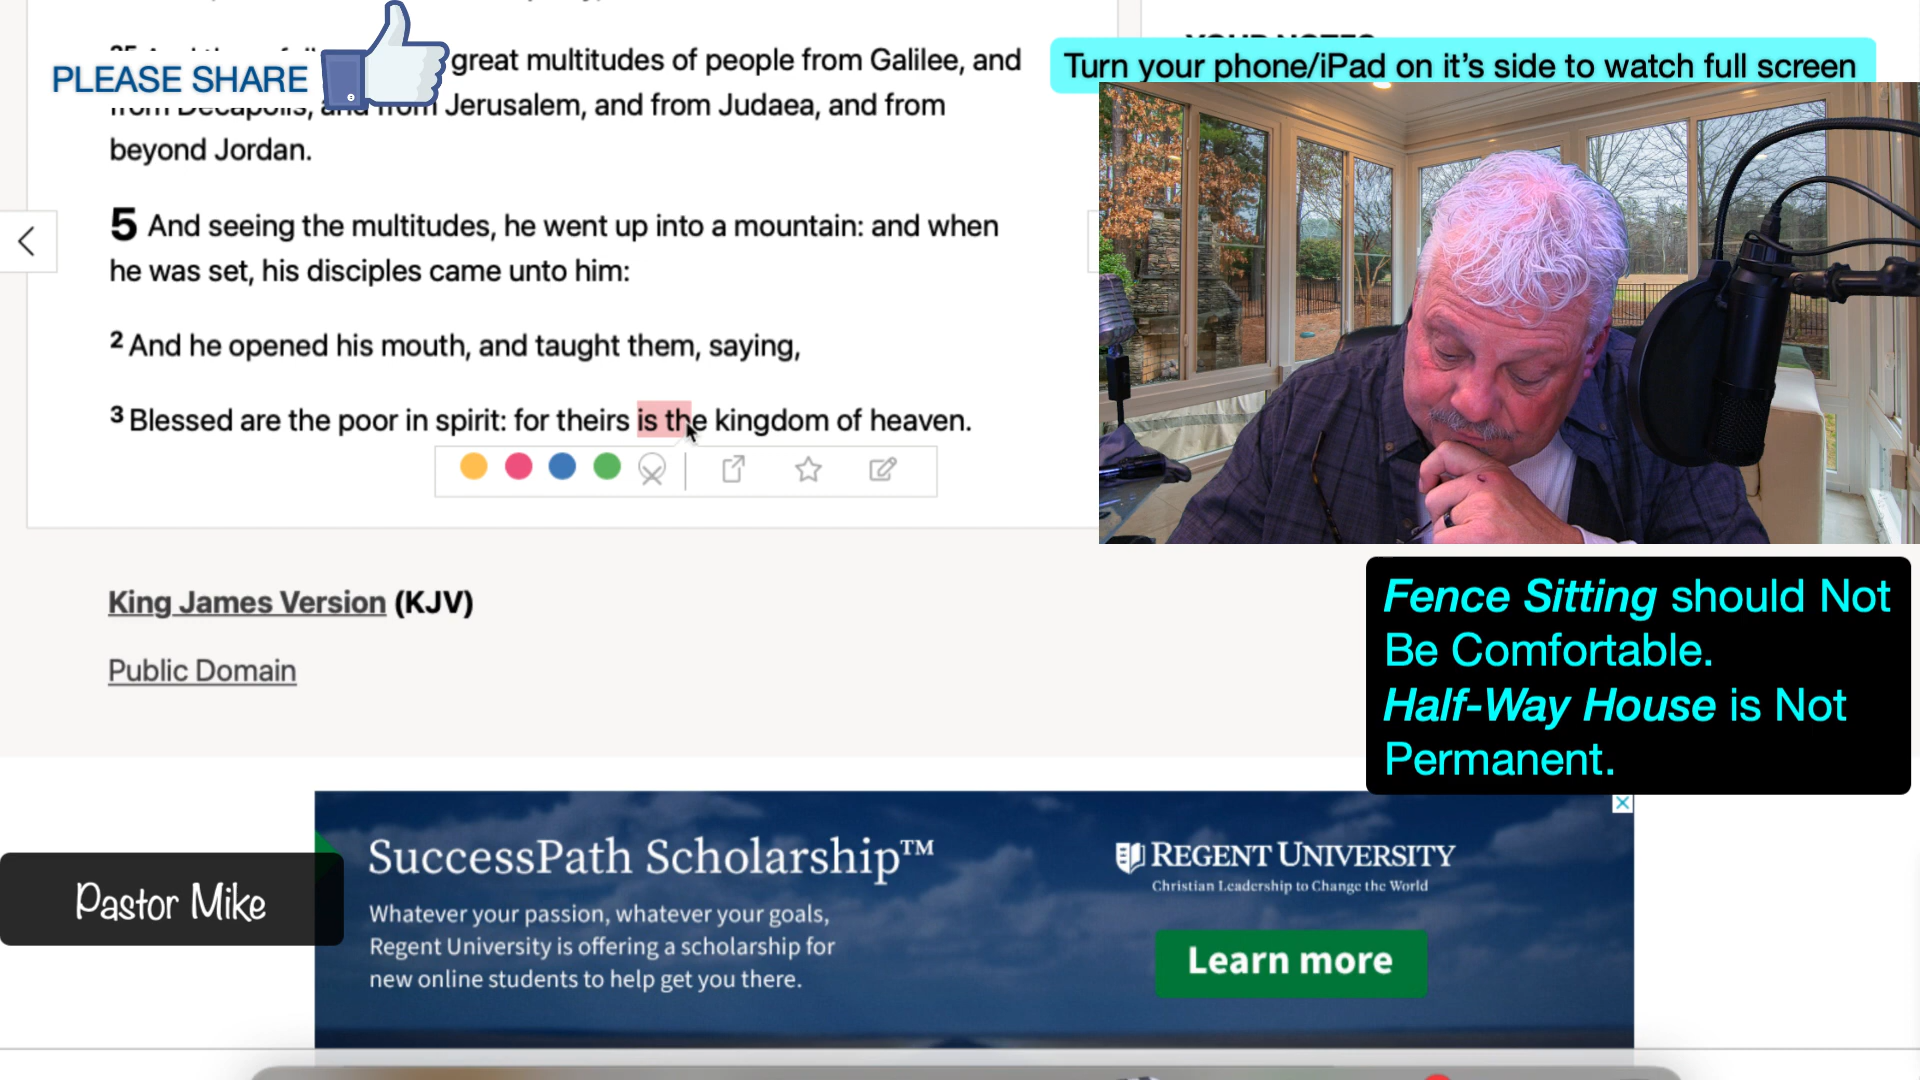 PLEASE SHARE
great multitudes of people from Galilee, and
from Decapolis, and from Jerusalem, and from Judaea, and from
beyond Jordan.
5 And seeing the multitudes, he went up into a mountain: and when
he was set, his disciples came unto him:
2 And he opened his mouth, and taught them, saying,
3 Blessed are the poor in spirit: for theirs is the kingdom of heaven.
King James Version (KJV)
Public Domain
YOUR NOTES
Turn your phone/iPad on it's side to watch full screen
Fence Sitting should Not
Be Comfortable.
Half-Way House is Not
Permanent.
Pastor Mike
SuccessPath Scholarship™
Whatever your passion, whatever your goals,
Regent University is offering a scholarship for
new online students to help get you there.
REGENT UNIVERSITY
Christian Leadership to Change the World
Learn more